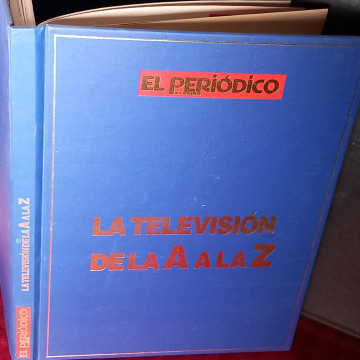 EL PERIÓDICO
LA TELEVISIÓN
DE LA A A LA Z
EL PERIÓDICO
LA TELEVISIÓN DE LA A A LA Z